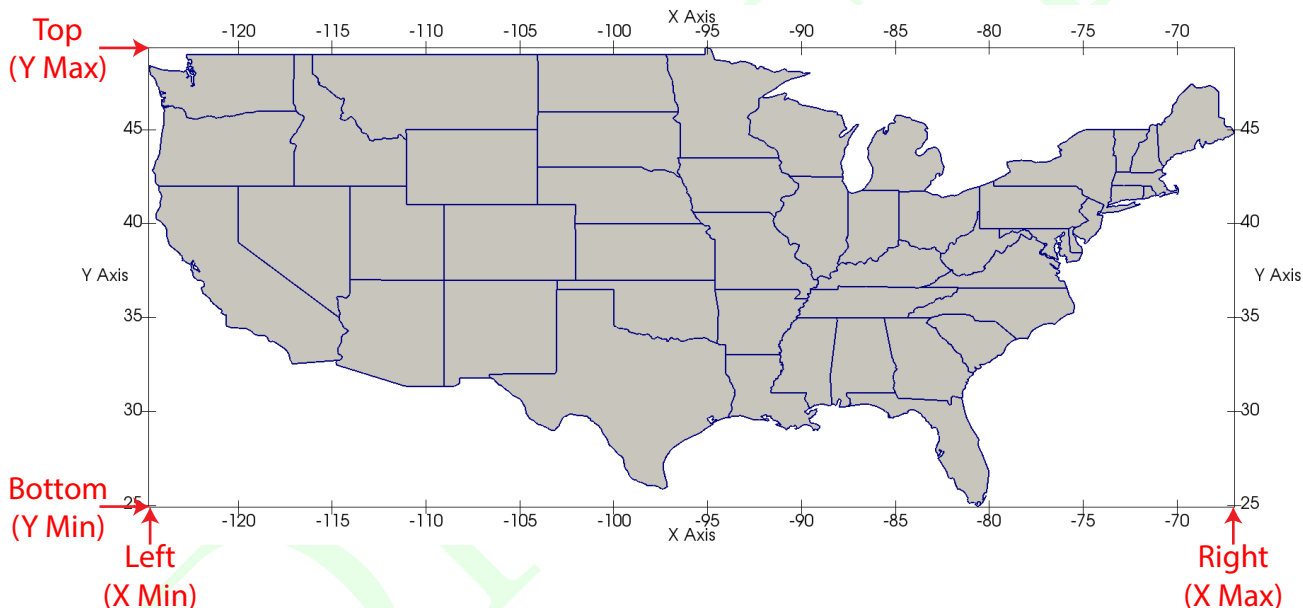 X Axis
-120 -115 -110 -105 -100 -95 -90 -85 -80 -75 -70
Top
(Y Max)
45 45
40 40
Y Axis Y Axis
35 35
30 30
25 25
Bottom
(Y Min)
-120 -115 -110 -105 -100 -95 -90 -85 -80 -75 -70
X Axis
Left
(X Min)
Right
(X Max)